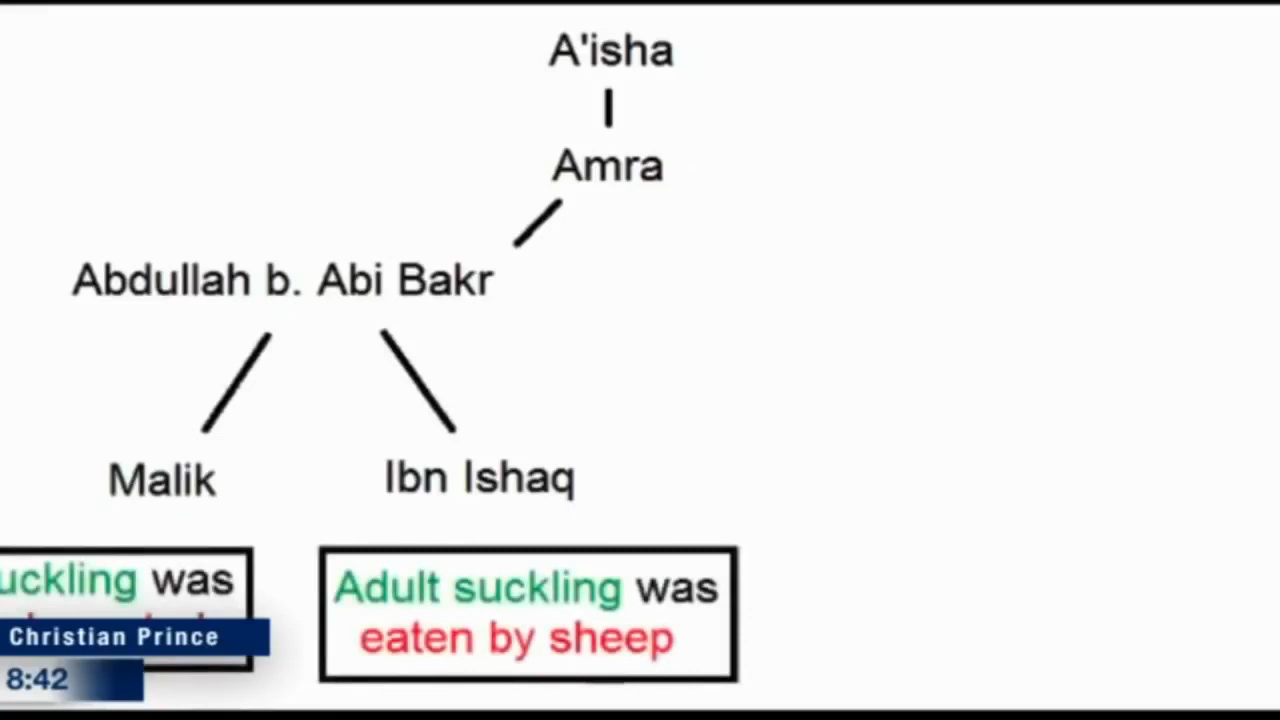 A'isha
Amra
Abdullah b. Abi Bakr
Malik
Ibn Ishaq
uckling was
Adult suckling was
eaten by sheep
Christian Prince
8:42